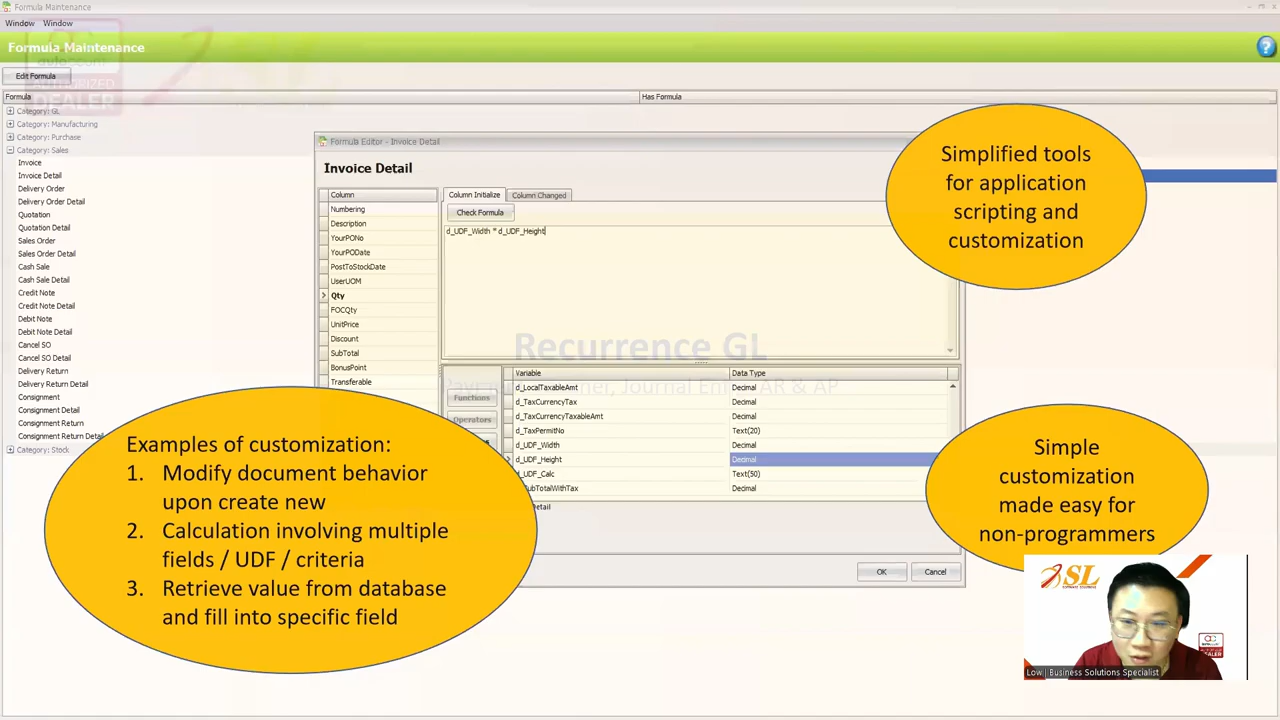 Formula Maintenance
Window Window
Formula Maintenance
autocount
AUTHORIZED
DEALER
Edit Formula
Formula
Has Formula
Category: GL
Category: Manufacturing
Category: Purchase
Category: Sales
Invoice
Invoice Detail
Delivery Order
Delivery Order Detail
Quotation
Quotation Detail
Sales Order
Sales Order Detail
Cash Sale
Cash Sale Detail
Credit Note
Credit Note Detail
Debit Note
Debit Note Detail
Cancel SO
Cancel SO Detail
Delivery Return
Delivery Return Detail
Consignment
Consignment Detail
Consignment Return
Consignment Return Detail
Category: Stock
Formula Editor - Invoice Detail
Invoice Detail
Column
Numbering
Description
YourPONo
YourPODate
PostToStockDate
UserUOM
Qty
FOCQty
UnitPrice
Discount
SubTotal
BonusPoint
Transferable
Column Initialize
Column Changed
Check Formula
d_UDF_Width * d_UDF_Height
Recurrence GL
Journal AR & AP
Functions
Operators
Variable
Data Type
d_LocalTaxableAmt
Decimal
d_TaxCurrencyTax
Decimal
d_TaxCurrencyTaxableAmt
Decimal
d_TaxPermitNo
Text(20)
d_UDF_Width
Decimal
d_UDF_Height
Decimal
d_UDF_Calc
Text(50)
SubTotalWithTax
Decimal
OK
Cancel
Simplified tools
for application
scripting and
customization
Examples of customization:
1. Modify document behavior
upon create new
2. Calculation involving multiple
fields / UDF / criteria
3. Retrieve value from database
and fill into specific field
Simple
customization
made easy for
non-programmers
SL
Low | Business Solutions Specialist